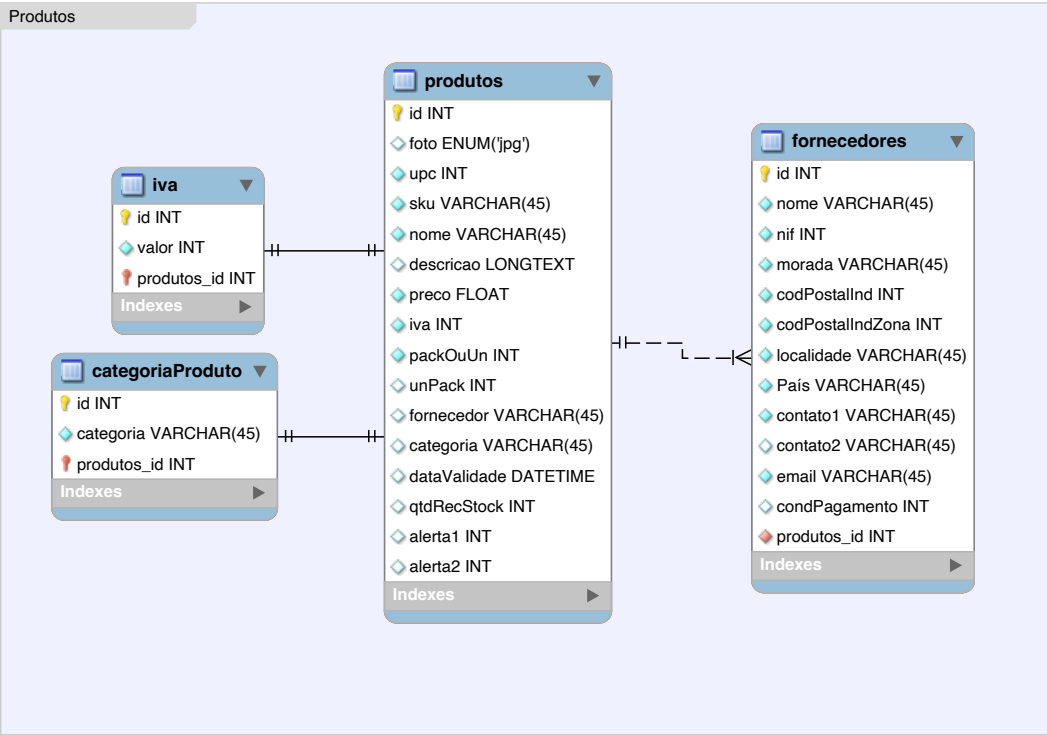 Produtos
produtos
id INT
foto ENUM('jpg')
upc INT
sku VARCHAR(45)
nome VARCHAR(45)
descricao LONGTEXT
preco FLOAT
iva INT
packOuUn INT
unPack INT
fornecedor VARCHAR(45)
categoria VARCHAR(45)
dataValidade DATETIME
qtdRecStock INT
alerta1 INT
alerta2 INT
Indexes
iva
id INT
valor INT
produtos_id INT
Indexes
categoriaProduto
id INT
categoria VARCHAR(45)
produtos_id INT
Indexes
fornecedores
id INT
nome VARCHAR(45)
nif INT
morada VARCHAR(45)
codPostalInd INT
codPostalIndZona INT
localidade VARCHAR(45)
País VARCHAR(45)
contato1 VARCHAR(45)
contato2 VARCHAR(45)
email VARCHAR(45)
condPagamento INT
produtos_id INT
Indexes